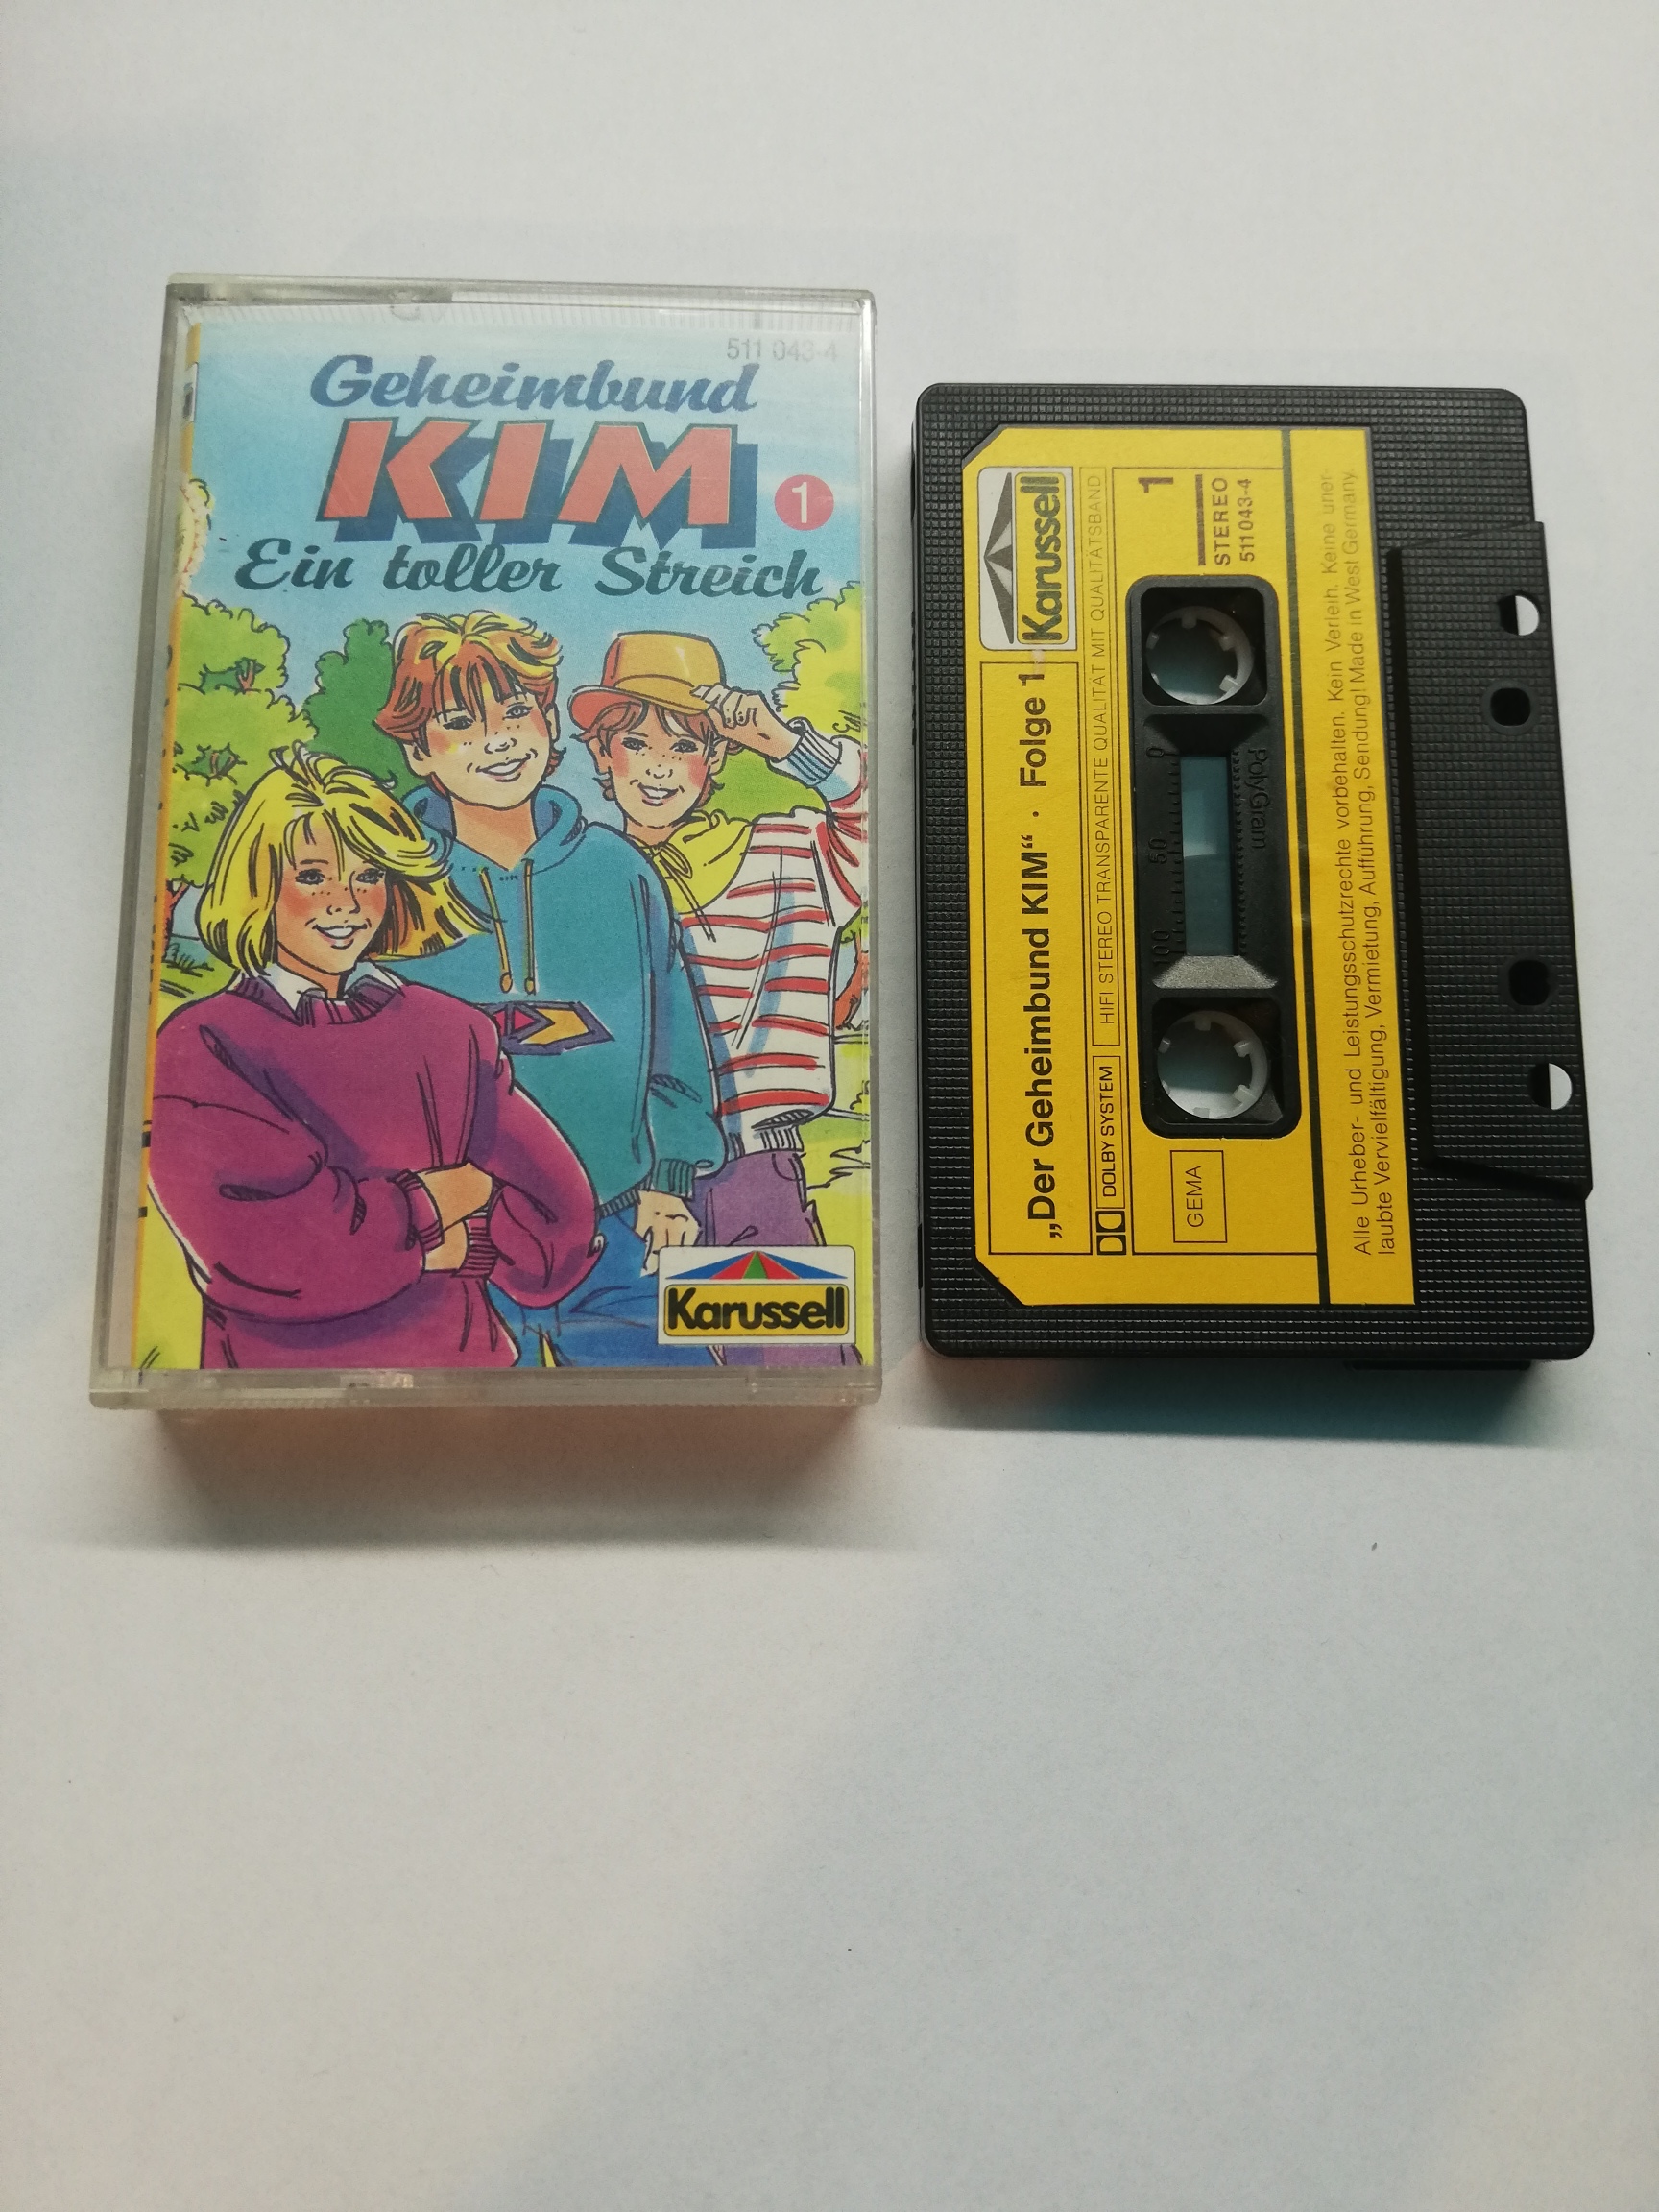 511 043-4
Geheimbund
KIM
1
Ein toller Streich
Karussell
Karussell
„Der Geheimbund KIM“ · Folge 1
DOLBY SYSTEM
HIFI STEREO TRANSPARENTE QUALITÄT MIT QUALITÄTSBAND
1
STEREO
511 043-4
GEMA
0 50 100
PolyGram
Alle Urheber- und Leistungsschutzrechte vorbehalten. Kein Verleih. Keine uner-
laubte Vervielfältigung, Vermietung, Aufführung, Sendung! Made in West Germany